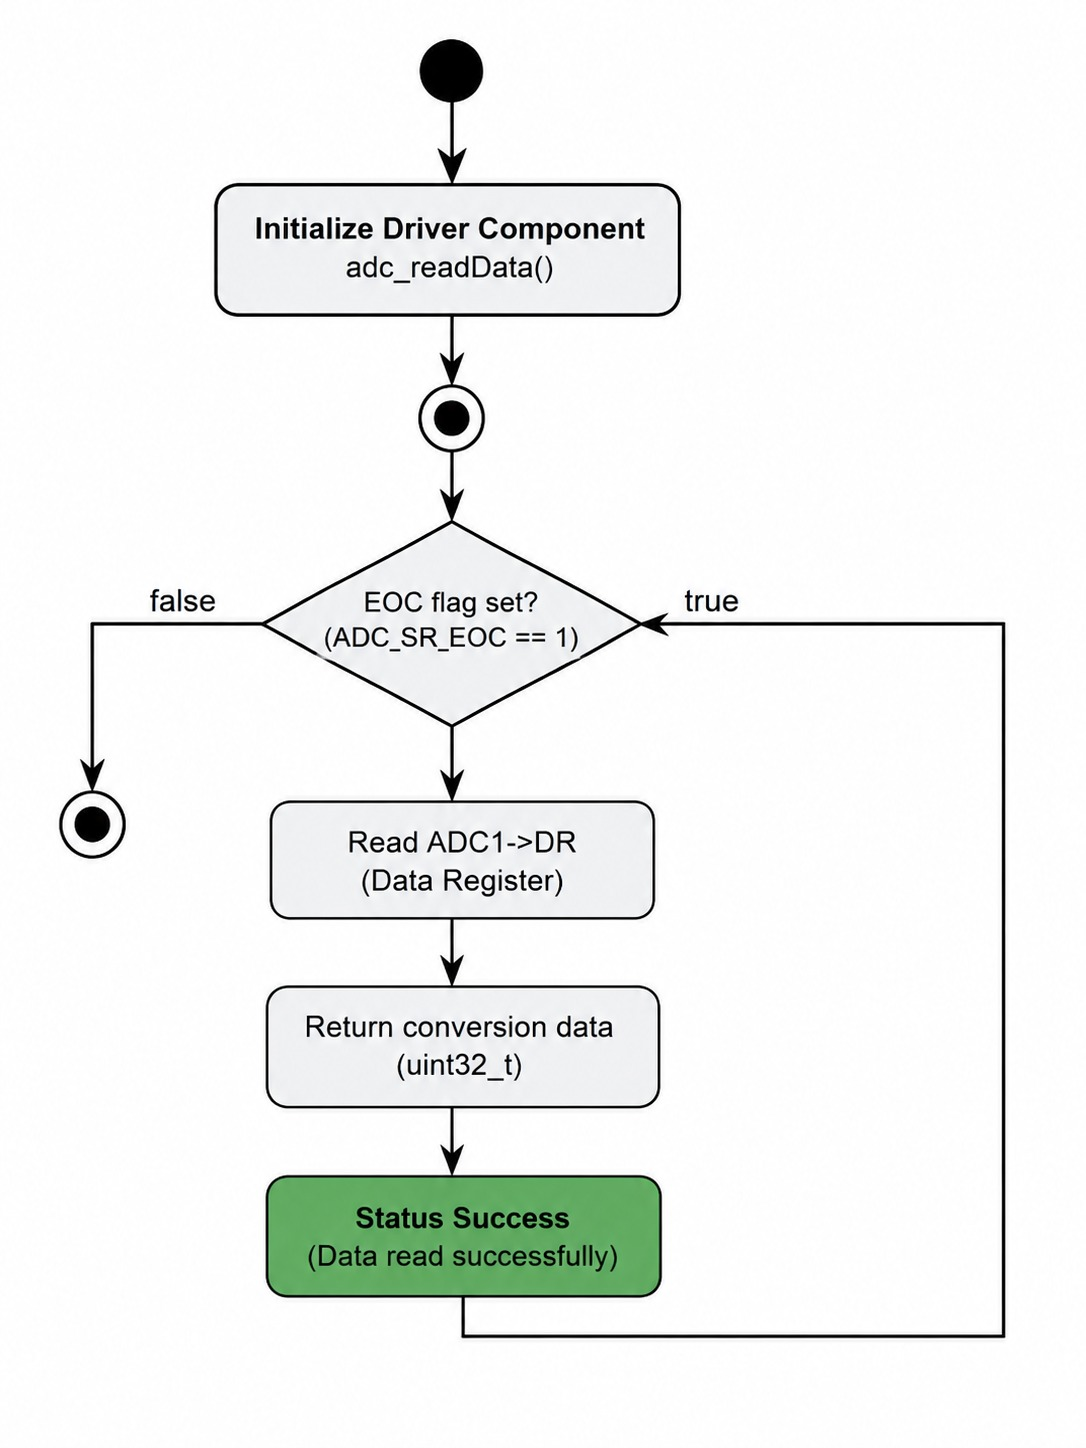 Initialize Driver Component
adc_readData()
false
EOC flag set?
(ADC_SR_EOC == 1)
true
Read ADC1->DR
(Data Register)
Return conversion data
(uint32_t)
Status Success
(Data read successfully)